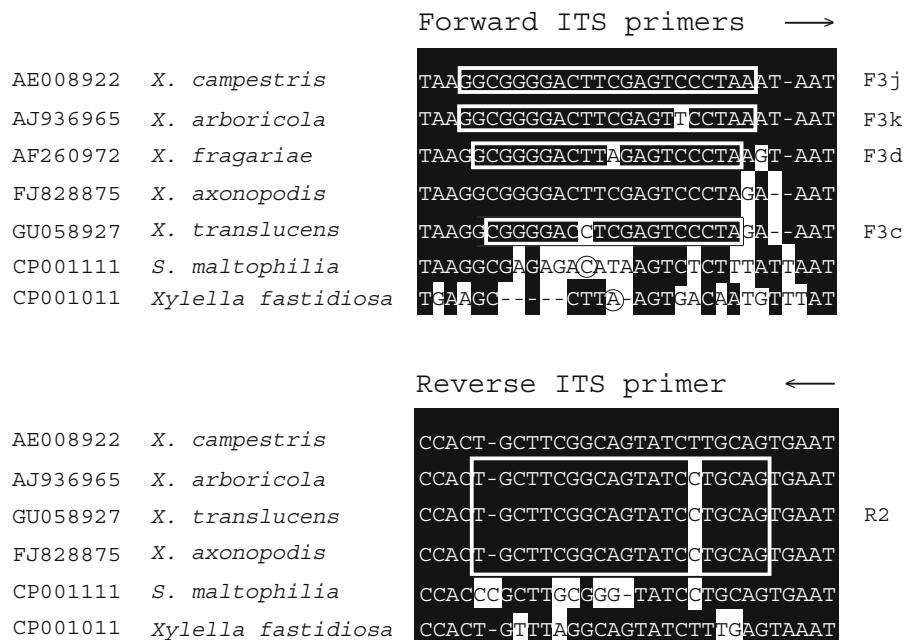 Forward ITS primers →
AE008922 X. campestris TAAGGCGGGGACTTCGAGTCCCTAAAT-AAT F3j
AJ936965 X. arboricola TAAGGCGGGGACTTCGAGTTCCTAAAT-AAT F3k
AF260972 X. fragariae TAAGGCGGGGACTTAGAGTCCCTAAGT-AAT F3d
FJ828875 X. axonopodis TAAGGCGGGGACTTCGAGTCCCTAGA--AAT
GU058927 X. translucens TAAGGCGGGGACCTCGAGTCCCTAGA--AAT F3c
CP001111 S. maltophilia TAAGGCGAGAGACATAAGTCTCTTTATTAAT
CP001011 Xylella fastidiosa TGAAGC-----CTTA-AGTGACAATGTTTAT
Reverse ITS primer ←
AE008922 X. campestris CCACT-GCTTCGGCAGTATCTTGCAGTGAAT
AJ936965 X. arboricola CCACT-GCTTCGGCAGTATCCTGCAGTGAAT
GU058927 X. translucens CCACT-GCTTCGGCAGTATCCTGCAGTGAAT R2
FJ828875 X. axonopodis CCACT-GCTTCGGCAGTATCCTGCAGTGAAT
CP001111 S. maltophilia CCACCCGCTTGCGGG-TATCCTGCAGTGAAT
CP001011 Xylella fastidiosa CCACT-GTTTAGGCAGTATCTTTGAGTAAAT